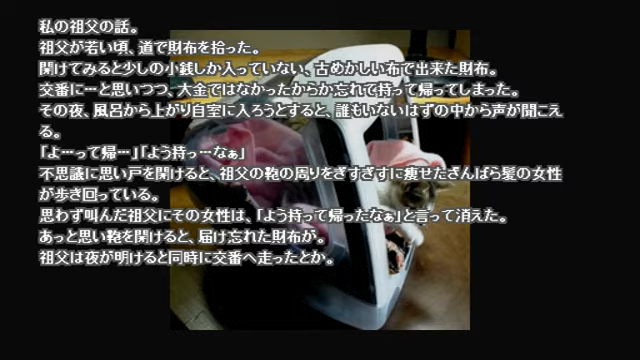 私の祖父の話。
祖父が若い頃、道で財布を拾った。
開けてみると少しの小銭しか入っていない、古めかしい布で出来た財布。
交番に…と思いつつ、大金ではなかったからか忘れて持って帰ってしまった。
その夜、風呂から上がり自室に入ろうとすると、誰もいないはずの中から声が聞こえ
る。
「よ…って帰…」「よう持っ…なぁ」
不思議に思い戸を開けると、祖父の鞄の周りをぎすぎすに痩せたざんばら髪の女性
が歩き回っている。
思わず叫んだ祖父にその女性は、「よう持って帰ったなぁ」と言って消えた。
あっと思い鞄を開けると、届け忘れた財布が。
祖父は夜が明けると同時に交番へ走ったとか。